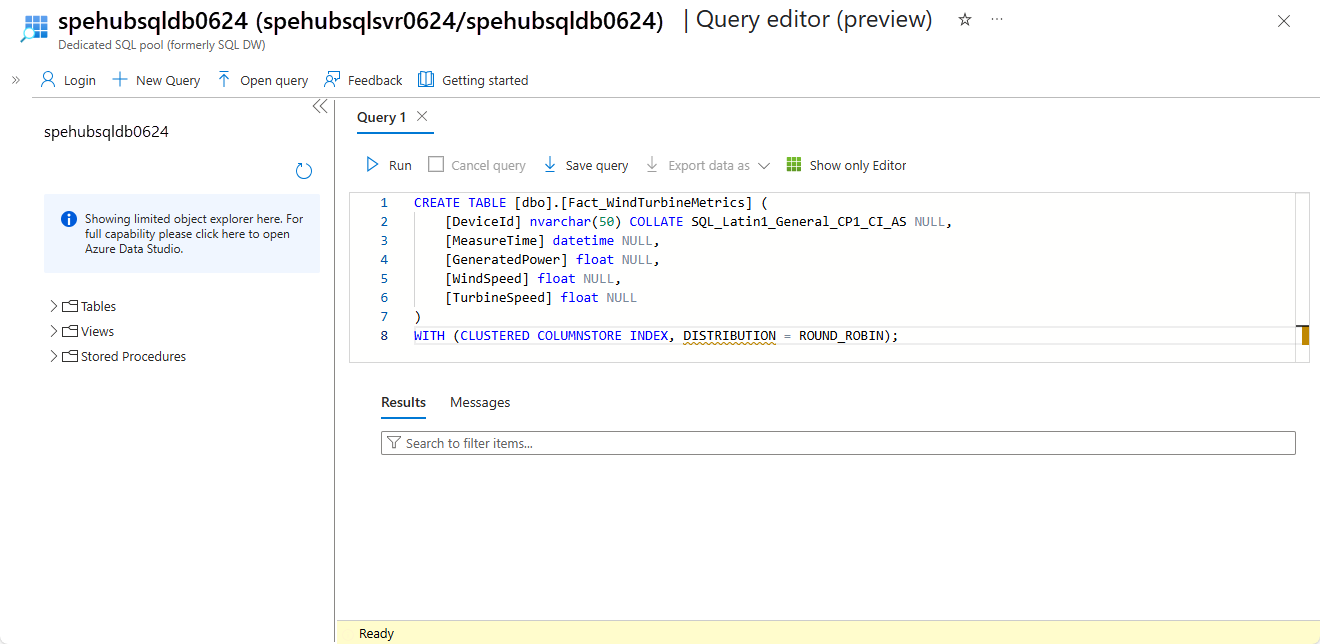 spehubsqldb0624 (spehubsqlsvr0624/spehubsqldb0624) | Query editor (preview)
Dedicated SQL pool (formerly SQL DW)
Login New Query Open query Feedback Getting started
spehubsqldb0624
Showing limited object explorer here. For
full capability please click here to open
Azure Data Studio.
Tables
Views
Stored Procedures
Query 1
Run Cancel query Save query Export data as Show only Editor
1 CREATE TABLE [dbo].[Fact_WindTurbineMetrics] (
2 [DeviceId] nvarchar(50) COLLATE SQL_Latin1_General_CP1_CI_AS NULL,
3 [MeasureTime] datetime NULL,
4 [GeneratedPower] float NULL,
5 [WindSpeed] float NULL,
6 [TurbineSpeed] float NULL
7 )
8 WITH (CLUSTERED COLUMNSTORE INDEX, DISTRIBUTION = ROUND_ROBIN);
Results Messages
Search to filter items...
Ready